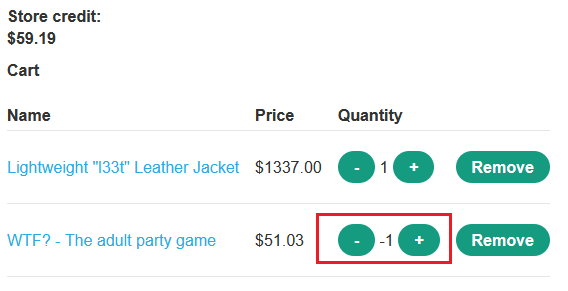 Store credit:
$59.19
Cart
Name Price Quantity
Lightweight "l33t" Leather Jacket $1337.00 - 1 + Remove
WTF? - The adult party game $51.03 - -1 + Remove